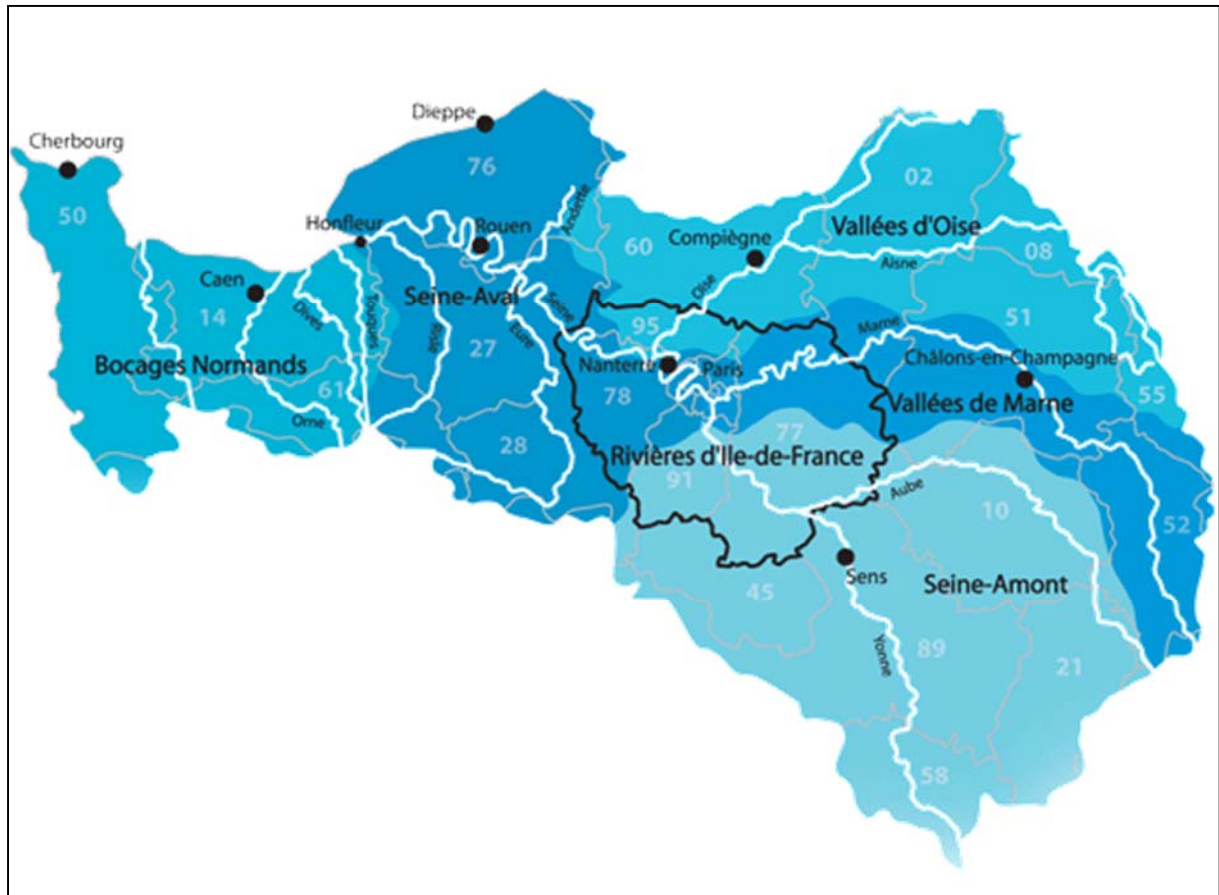 Dieppe
Cherbourg
76
02
50
Honfleur
Rouen
Andelle
60
Compiègne
Vallées d'Oise
08
Aisne
Caen
Seine-Aval
Seine
Oise
14
Dives
Touques
Risle
Eure
95
51
Marne
27
Nanterre
Paris
Châlons-en-Champagne
Bocages Normands
61
78
Vallées de Marne
55
Orne
77
28
Rivières d'Ile-de-France
91
Aube
10
52
Sens
Seine-Amont
45
Yonne
89
21
58